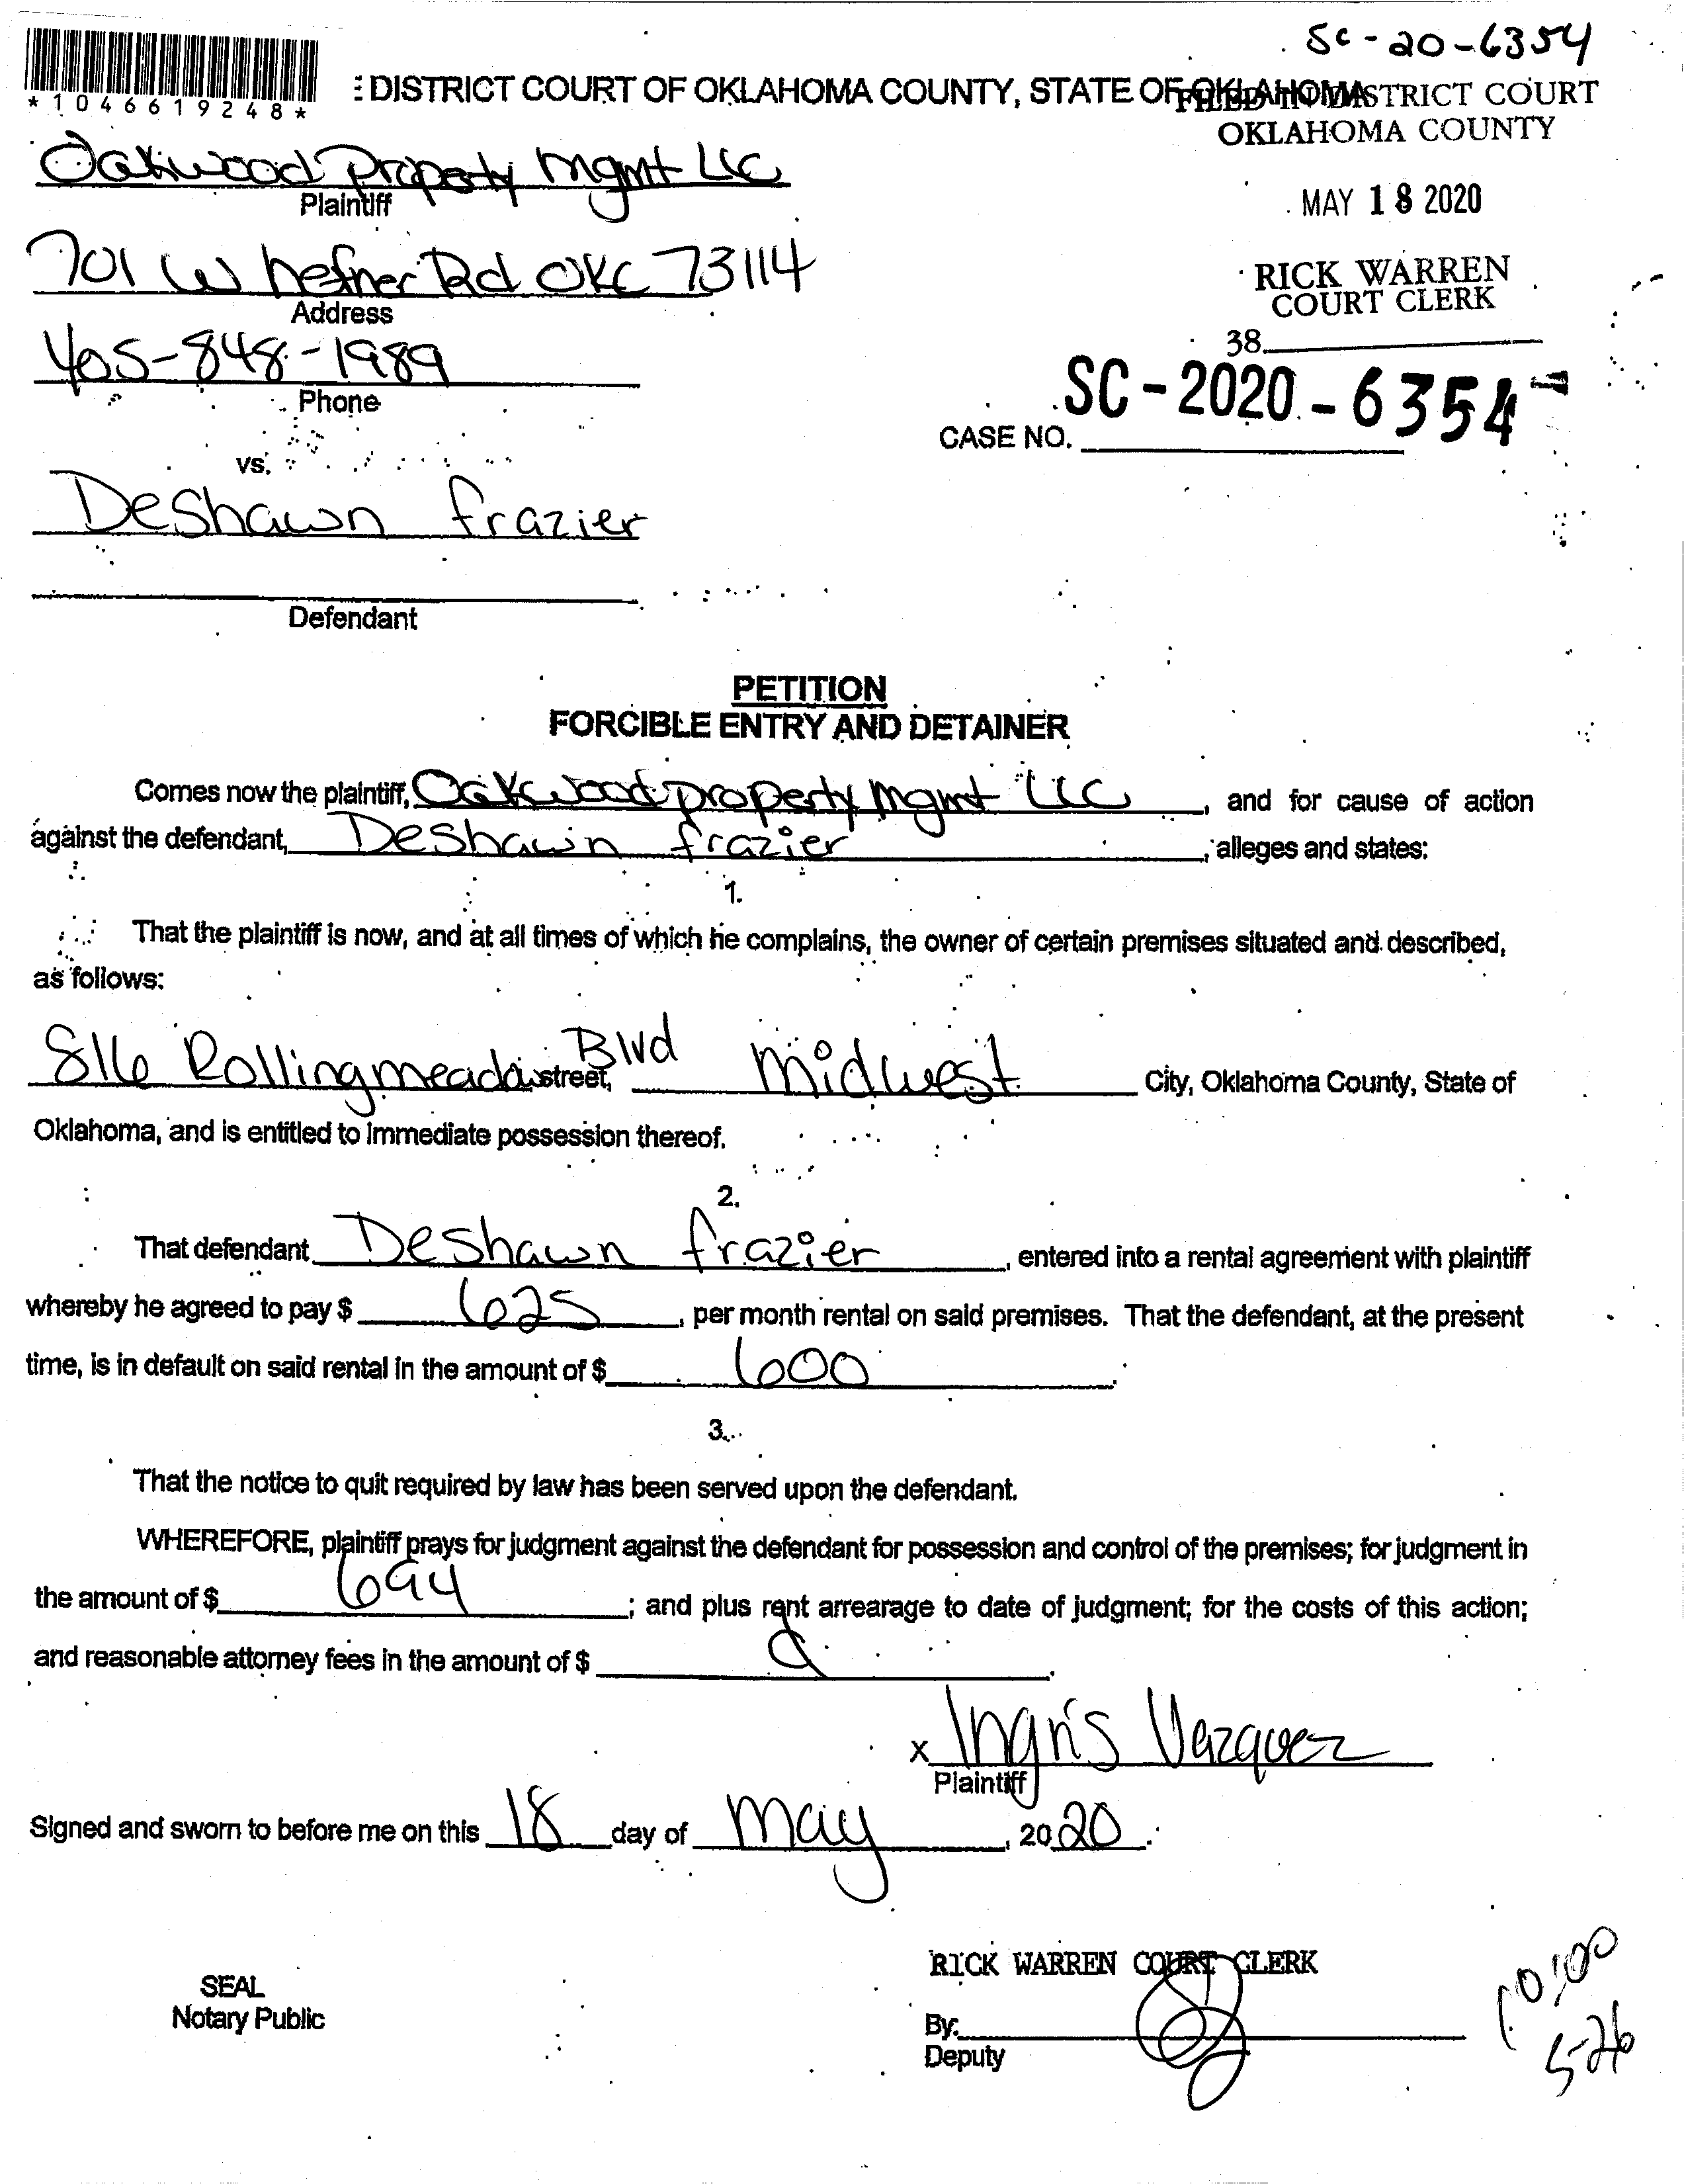 SC-20-6354
*1046619248*
: DISTRICT COURT OF OKLAHOMA COUNTY, STATE OF OKLAHOMA
FILED IN DISTRICT COURT
OKLAHOMA COUNTY
Oakwood Property Mgmt LLC
Plaintiff
MAY 18 2020
701 W hefner Rd OKC 73114
Address
RICK WARREN
COURT CLERK
405-848-1989
Phone
38
SC-2020-6354
CASE NO.
vs.
Deshawn frazier
Defendant
PETITION
FORCIBLE ENTRY AND DETAINER
Comes now the plaintiff, Oakwood property Mgmt LLC, and for cause of action
against the defendant, Deshawn frazier, alleges and states:
1.
That the plaintiff is now, and at all times of which he complains, the owner of certain premises situated and described,
as follows:
816 Rollingmeadow street, Blvd Midwest City, Oklahoma County, State of
Oklahoma, and is entitled to immediate possession thereof.
2.
That defendant Deshawn frazier, entered into a rental agreement with plaintiff
whereby he agreed to pay $ 625, per month rental on said premises. That the defendant, at the present
time, is in default on said rental in the amount of $ 600.
3.
That the notice to quit required by law has been served upon the defendant.
WHEREFORE, plaintiff prays for judgment against the defendant for possession and control of the premises; for judgment in
the amount of $ 694; and plus rent arrearage to date of judgment; for the costs of this action;
and reasonable attorney fees in the amount of $
x Ingris Vazquez
Plaintiff
Signed and sworn to before me on this 18 day of May, 2020.
RICK WARREN COURT CLERK
SEAL
Notary Public
By:
Deputy
10:00
5-26